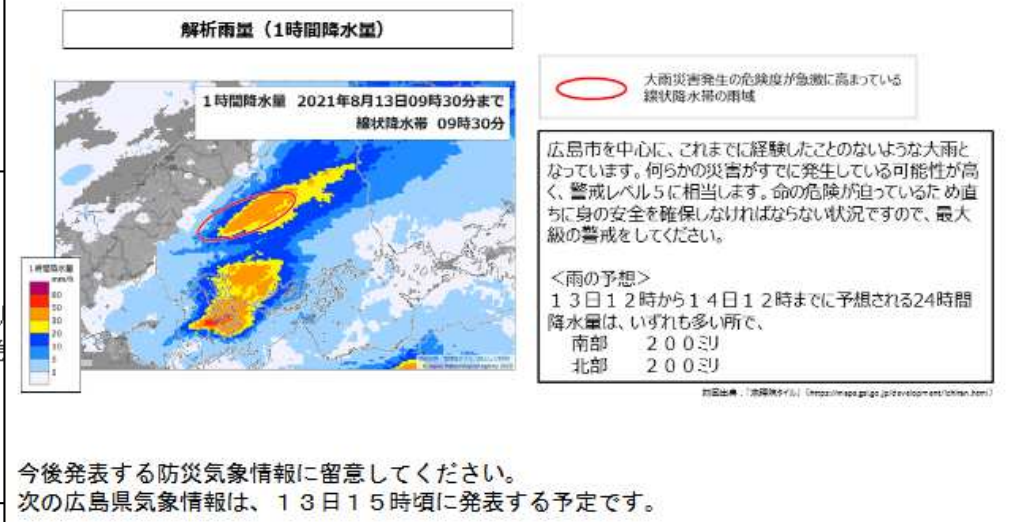 解析雨量（1時間降水量）
1時間降水量 2021年8月13日09時30分まで
線状降水帯 09時30分
大雨災害発生の危険度が急激に高まっている
線状降水帯の雨域
広島市を中心に、これまでに経験したことのないような大雨と
なっています。何らかの災害がすでに発生している可能性が高
く、警戒レベル５に相当します。命の危険が迫っているため直
ちに身の安全を確保しなければならない状況ですので、最大
級の警戒をしてください。
＜雨の予想＞
１３日１２時から１４日１２時までに予想される24時間
降水量は、いずれも多い所で、
南部 ２００ミリ
北部 ２００ミリ
1時間降水量
mm/h
80
50
30
20
10
5
1
今後発表する防災気象情報に留意してください。
次の広島県気象情報は、１３日１５時頃に発表する予定です。